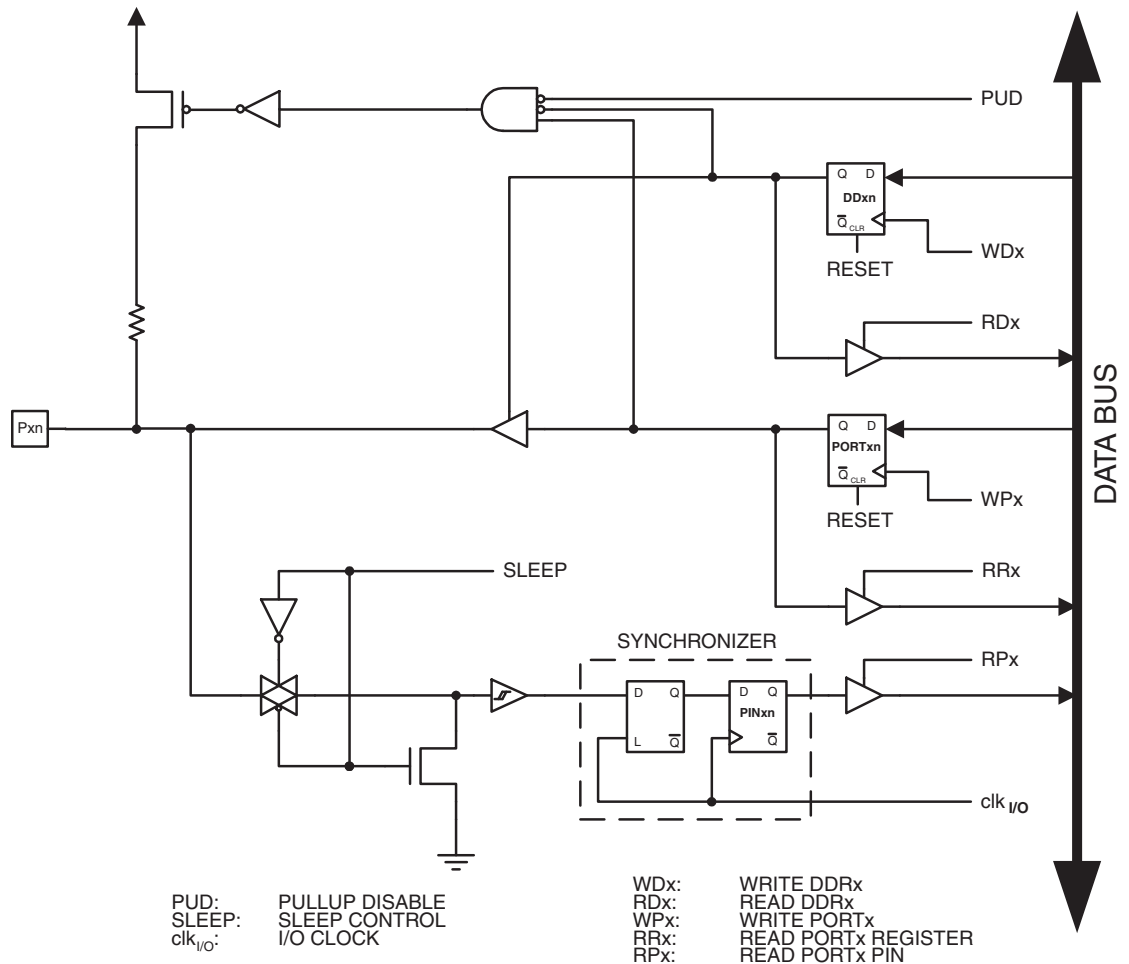 PUD
Q D
DDxn
Q CLR
WDx
RESET
RDx
Pxn
Q D
PORTxn
Q CLR
WPx
RESET
DATA BUS
SLEEP
RRx
SYNCHRONIZER
RPx
D Q
L Q
D Q
PINxn
Q
clk I/O
PUD: PULLUP DISABLE
SLEEP: SLEEP CONTROL
clkI/O: I/O CLOCK
WDx: WRITE DDRx
RDx: READ DDRx
WPx: WRITE PORTx
RRx: READ PORTx REGISTER
RPx: READ PORTx PIN